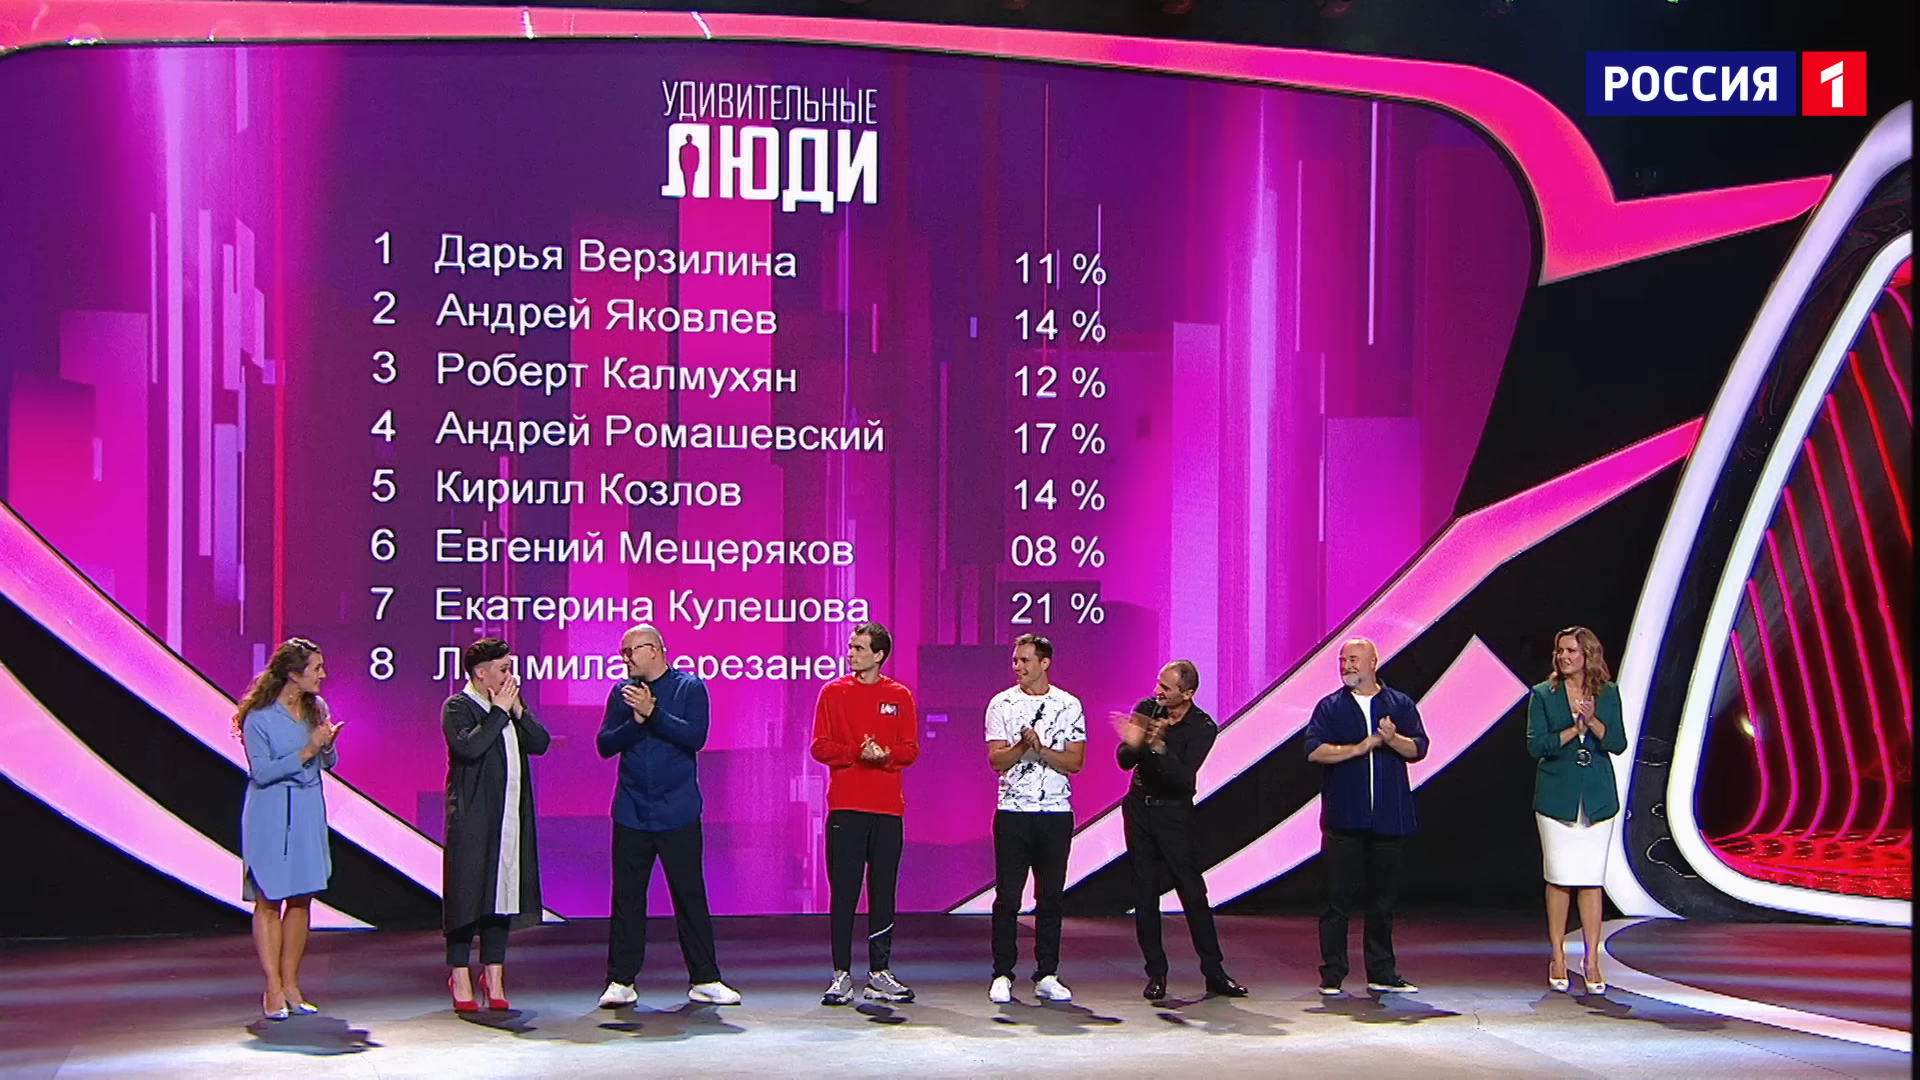 РОССИЯ 1
УДИВИТЕЛЬНЫЕ
ЛЮДИ
1 Дарья Верзилина 11 %
2 Андрей Яковлев 14 %
3 Роберт Калмухян 12 %
4 Андрей Ромашевский 17 %
5 Кирилл Козлов 14 %
6 Евгений Мещеряков 08 %
7 Екатерина Кулешова 21 %
8 Людмила